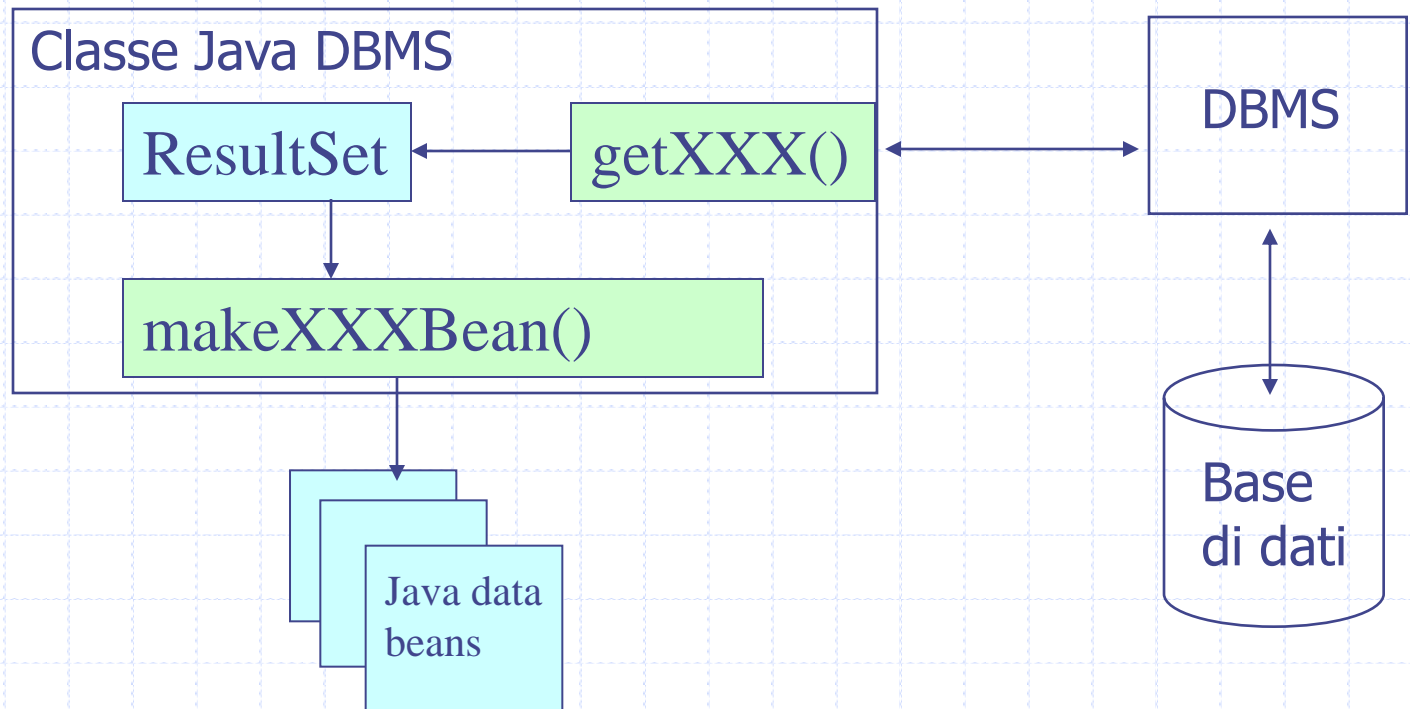 Classe Java DBMS
ResultSet
getXXX()
DBMS
makeXXXBean()
Base
di dati
Java data
beans